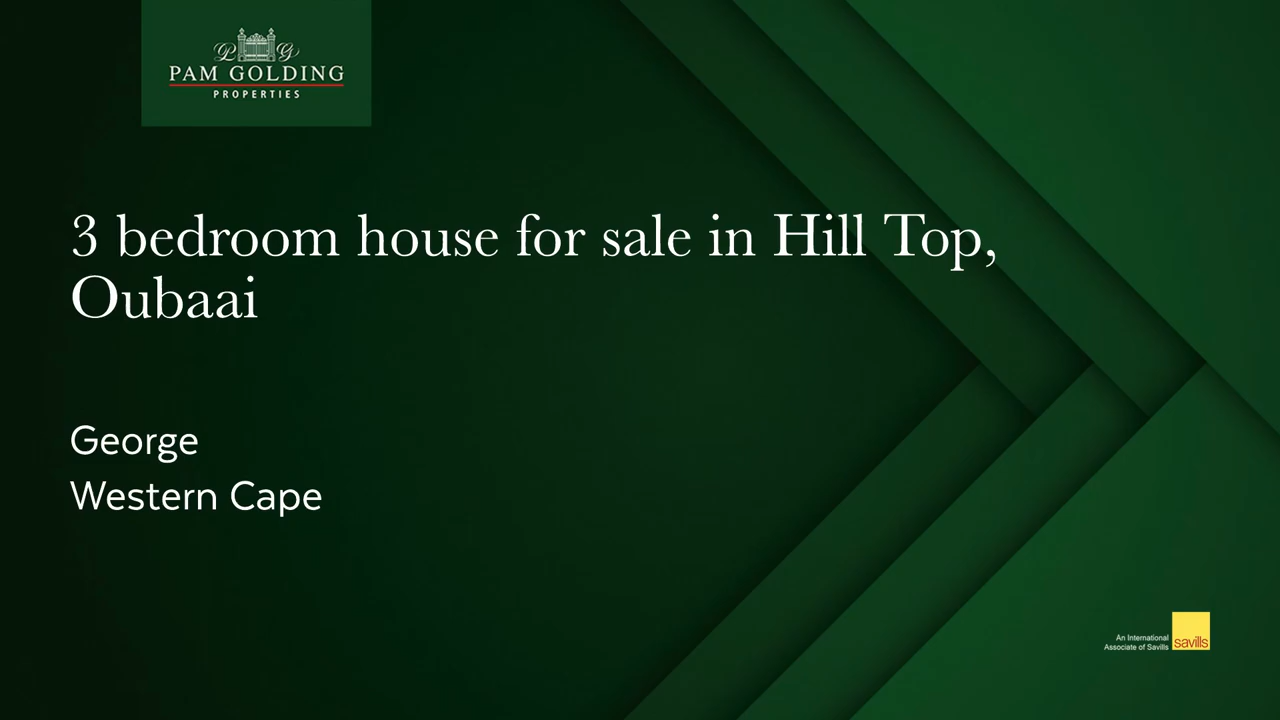 P G
PAM GOLDING
PROPERTIES
3 bedroom house for sale in Hill Top,
Oubaai
George
Western Cape
An International
Associate of Savills
savills